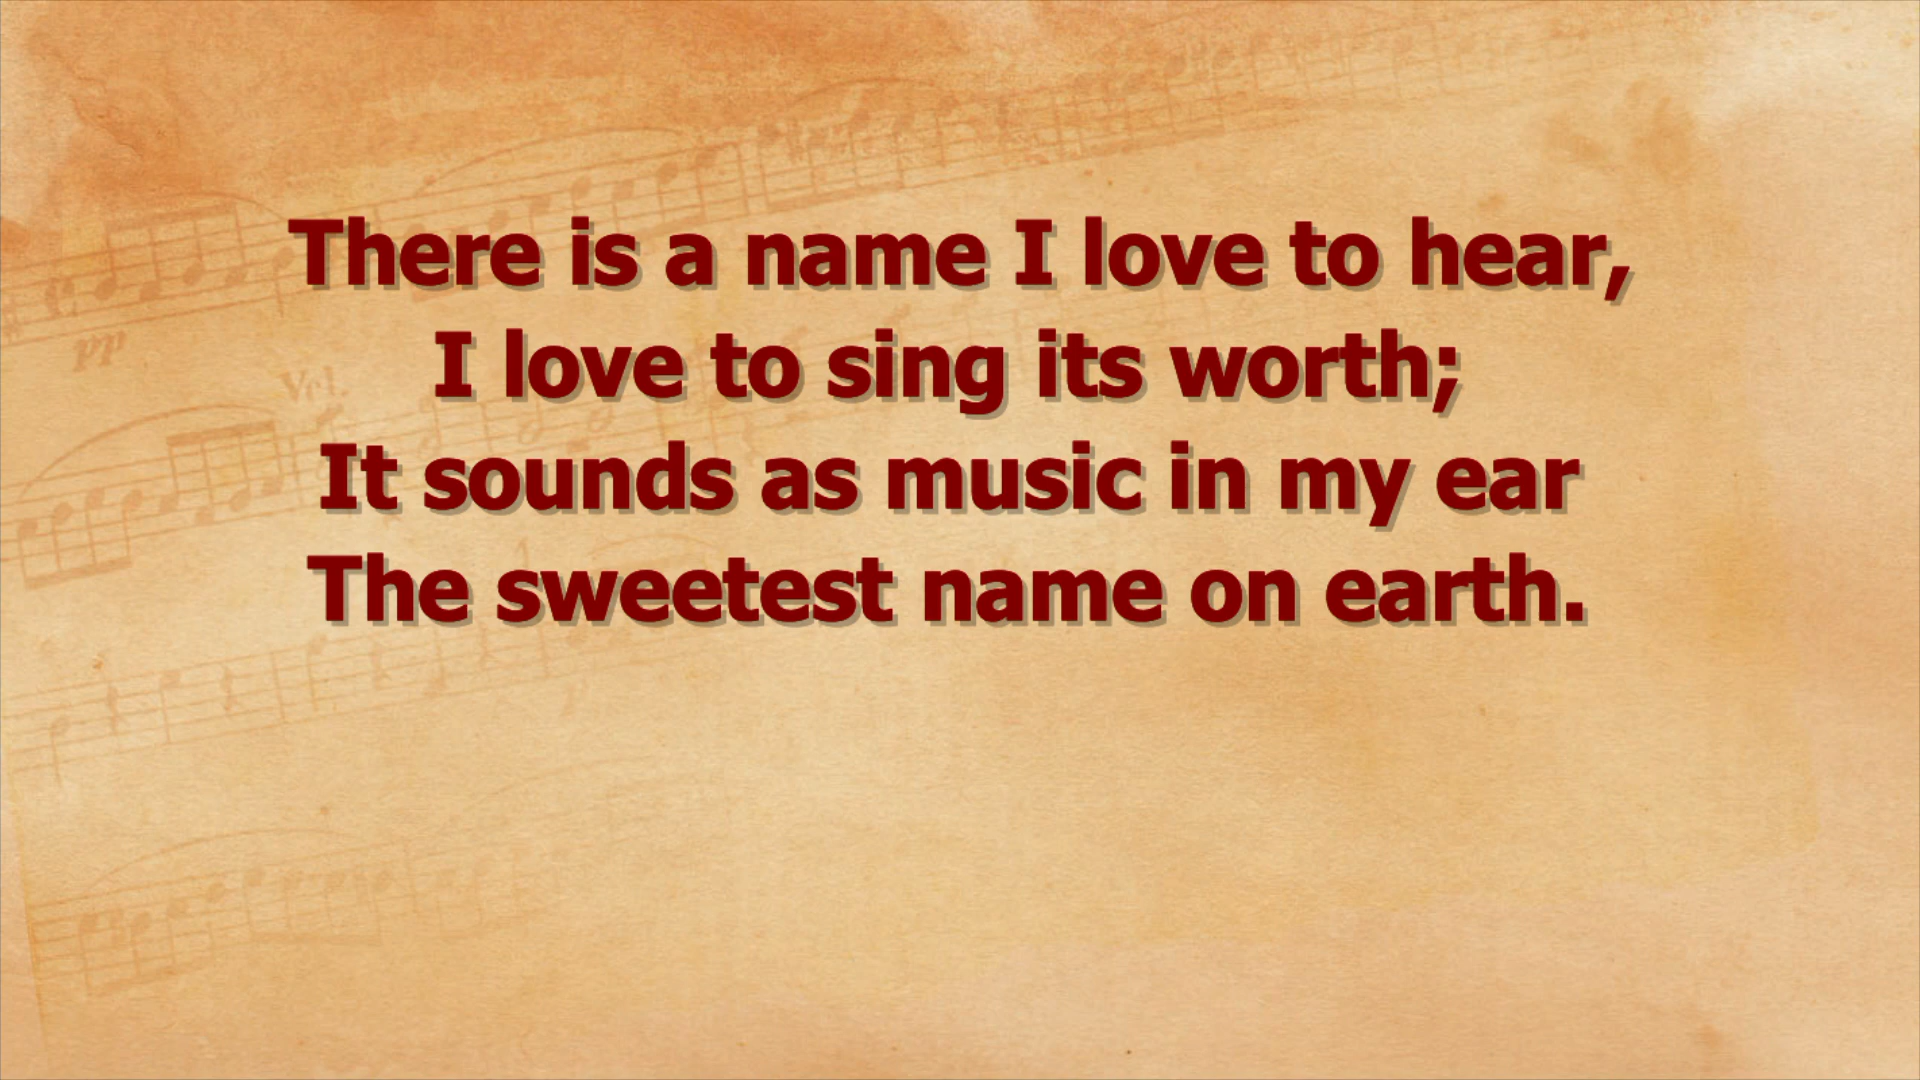 There is a name I love to hear,
I love to sing its worth;
It sounds as music in my ear
The sweetest name on earth.
pp